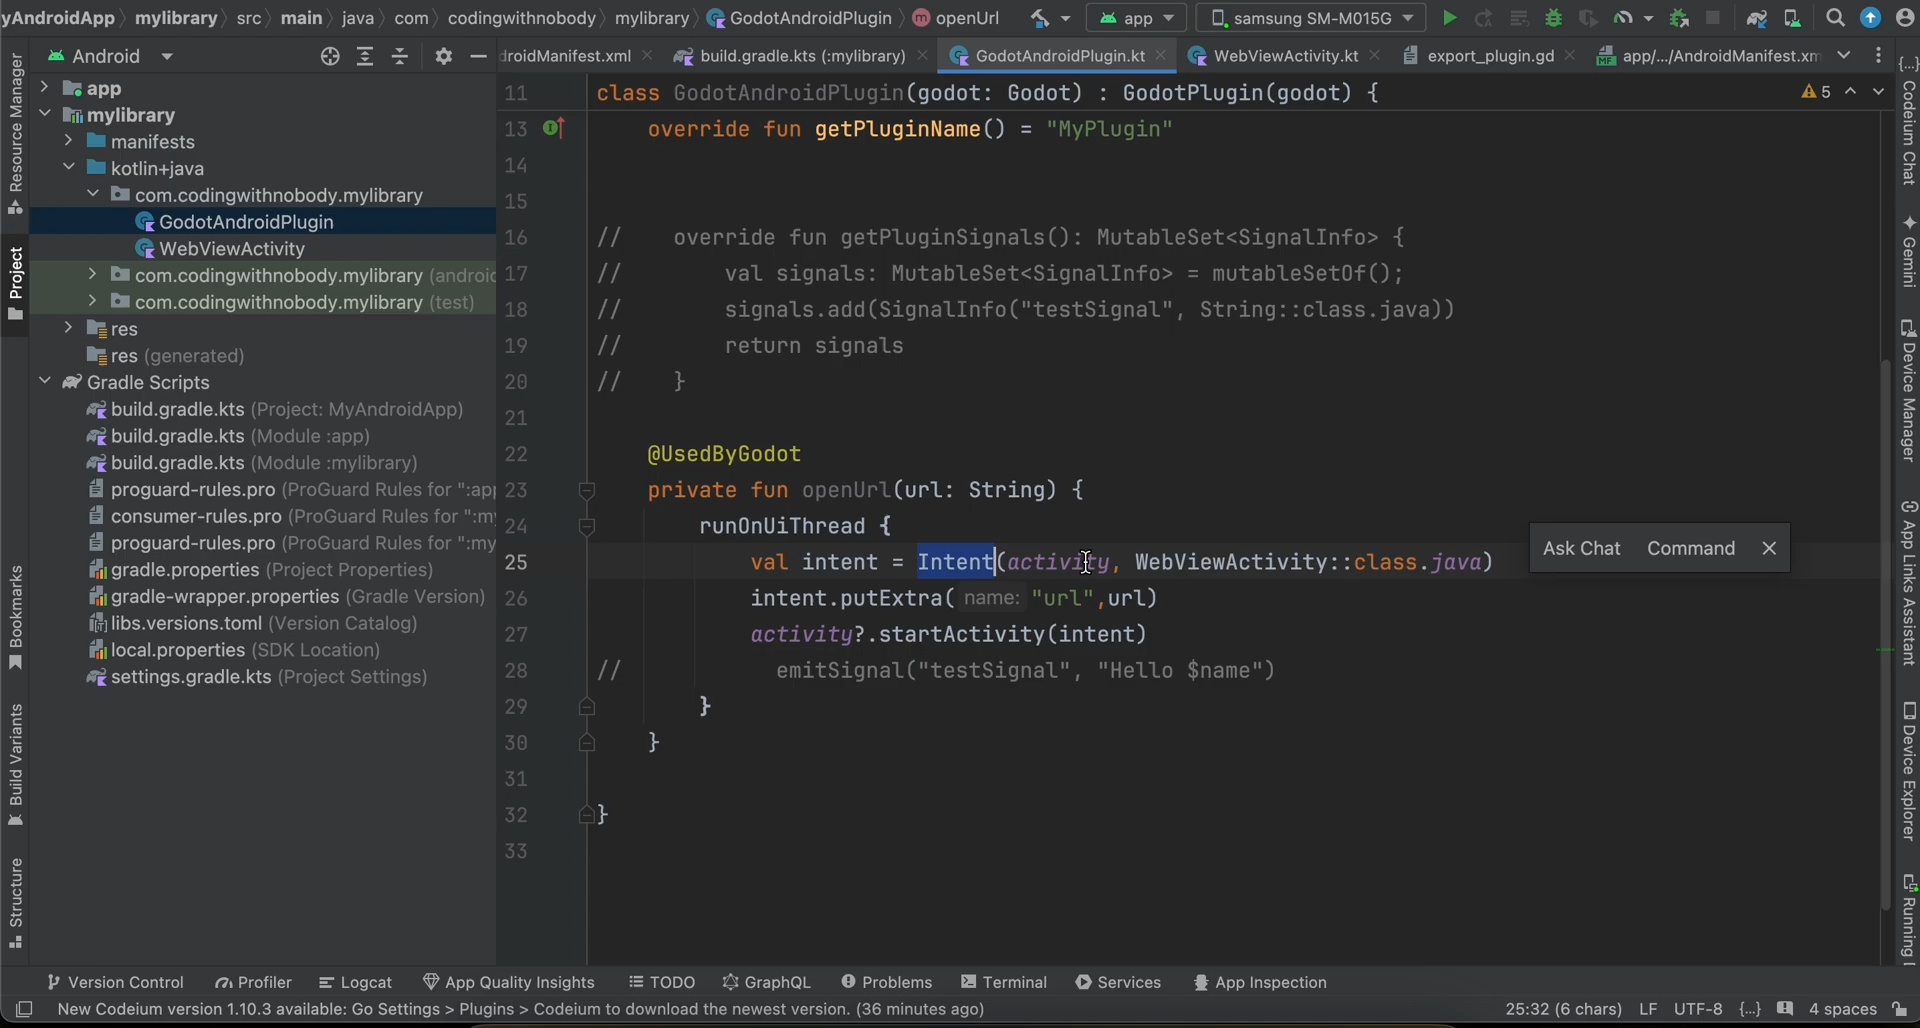 yAndroidApp mylibrary src main java com codingwithnobody mylibrary GodotAndroidPlugin openUrl app samsung SM-M015G
Android
droidManifest.xml build.gradle.kts (:mylibrary) GodotAndroidPlugin.kt WebViewActivity.kt export_plugin.gd app/.../AndroidManifest.xm
Resource Manager
Project
Bookmarks
Build Variants
Structure
app
mylibrary
manifests
kotlin+java
com.codingwithnobody.mylibrary
GodotAndroidPlugin
WebViewActivity
com.codingwithnobody.mylibrary (androic
com.codingwithnobody.mylibrary (test)
res
res (generated)
Gradle Scripts
build.gradle.kts (Project: MyAndroidApp)
build.gradle.kts (Module :app)
build.gradle.kts (Module :mylibrary)
proguard-rules.pro (ProGuard Rules for ":app
consumer-rules.pro (ProGuard Rules for ":my
proguard-rules.pro (ProGuard Rules for ":my
gradle.properties (Project Properties)
gradle-wrapper.properties (Gradle Version)
libs.versions.toml (Version Catalog)
local.properties (SDK Location)
settings.gradle.kts (Project Settings)
11 class GodotAndroidPlugin(godot: Godot) : GodotPlugin(godot) { 5
13 override fun getPluginName() = "MyPlugin"
14
15
16 // override fun getPluginSignals(): MutableSet<SignalInfo> {
17 // val signals: MutableSet<SignalInfo> = mutableSetOf();
18 // signals.add(SignalInfo("testSignal", String::class.java))
19 // return signals
20 // }
21
22 @UsedByGodot
23 private fun openUrl(url: String) {
24 runOnUiThread {
25 val intent = Intent(activity, WebViewActivity::class.java)
26 intent.putExtra( name: "url",url)
27 activity?.startActivity(intent)
28 // emitSignal("testSignal", "Hello $name")
29 }
30 }
31
32 }
33
Ask Chat Command
Codeium Chat
Gemini
Device Manager
App Links Assistant
Device Explorer
Running
Version Control Profiler Logcat App Quality Insights TODO GraphQL Problems Terminal Services App Inspection
New Codeium version 1.10.3 available: Go Settings > Plugins > Codeium to download the newest version. (36 minutes ago) 25:32 (6 chars) LF UTF-8 {...} 4 spaces